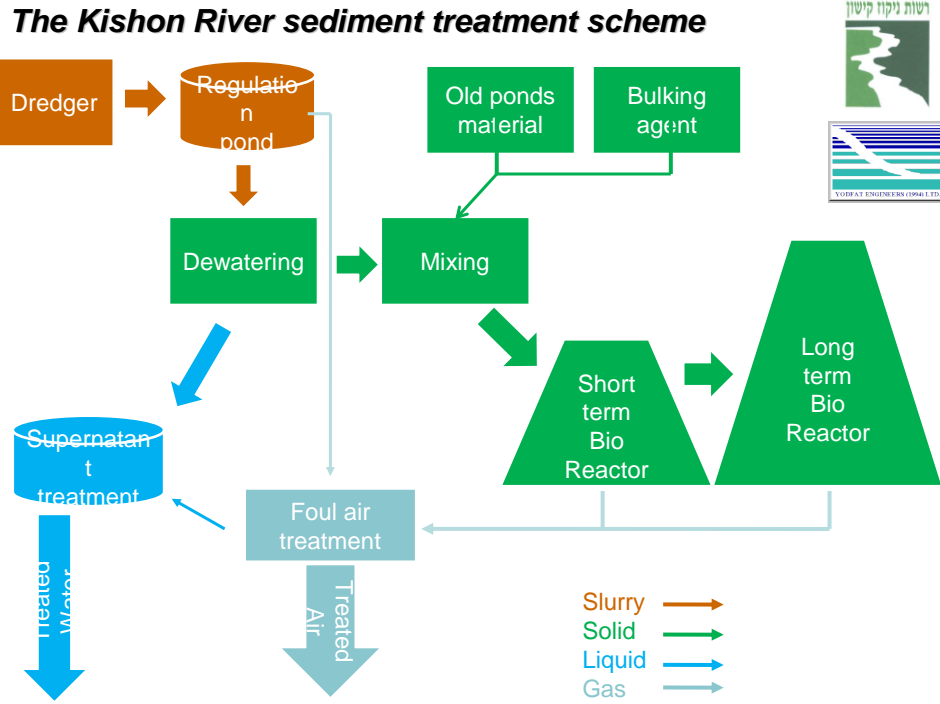 The Kishon River sediment treatment scheme
רשות ניקוז קישון
Dredger
Regulatio
n
pond
Old ponds
material
Bulking
agent
YODFAT ENGINEERS (1994) LTD.
Dewatering
Mixing
Short
term
Bio
Reactor
Long
term
Bio
Reactor
Supernatan
t
treatment
Foul air
treatment
Treated
Water
Treated
Air
Slurry
Solid
Liquid
Gas